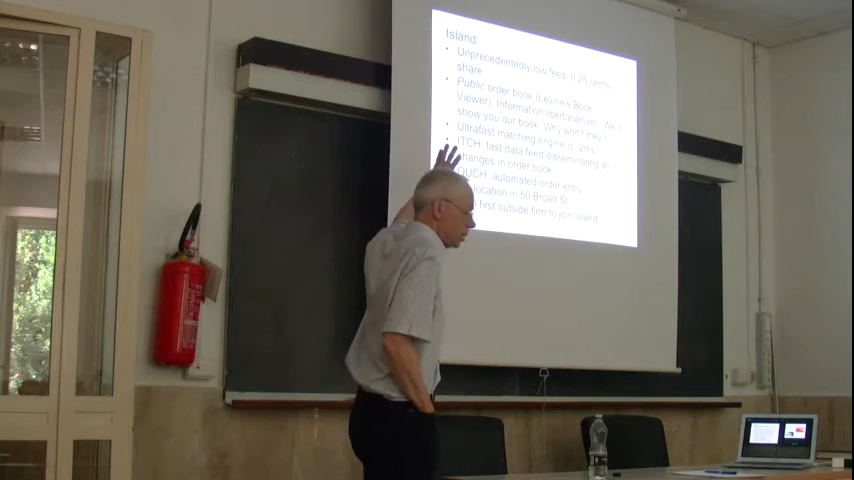 Island:
• Unprecedentedly low fees: 0.25 cents
share
• Public order book (Levine's Book
Viewer). Information libertarianism: 'We'll
show you our book. Why won't they?'
• Ultrafast matching engine (c. 2ms)
• ITCH: fast data feed disseminating all
changes in order book
OUCH: automated order entry
location in 50 Broad St
first outside firm to join Island